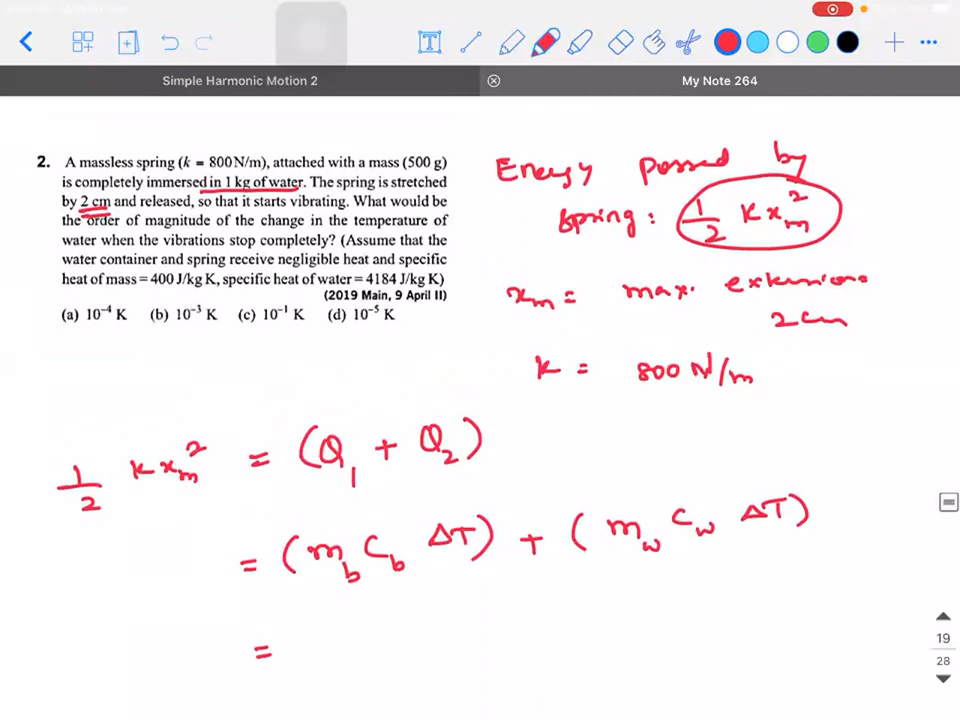 Simple Harmonic Motion 2
My Note 264
2. A massless spring (k = 800 N/m), attached with a mass (500 g)
is completely immersed in 1 kg of water. The spring is stretched
by 2 cm and released, so that it starts vibrating. What would be
the order of magnitude of the change in the temperature of
water when the vibrations stop completely? (Assume that the
water container and spring receive negligible heat and specific
heat of mass = 400 J/kg K, specific heat of water = 4184 J/kg K)
(2019 Main, 9 April II)
(a) 10⁻⁴ K (b) 10⁻³ K (c) 10⁻¹ K (d) 10⁻⁵ K
Energy possed by
spring: 1/2 K x_m²
x_m = max. extensions
2 cm
k = 800 N/m
1/2 k x_m² = (Q₁ + Q₂)
= (m_b C_b ΔT) + (m_w C_w ΔT)
=
19
28